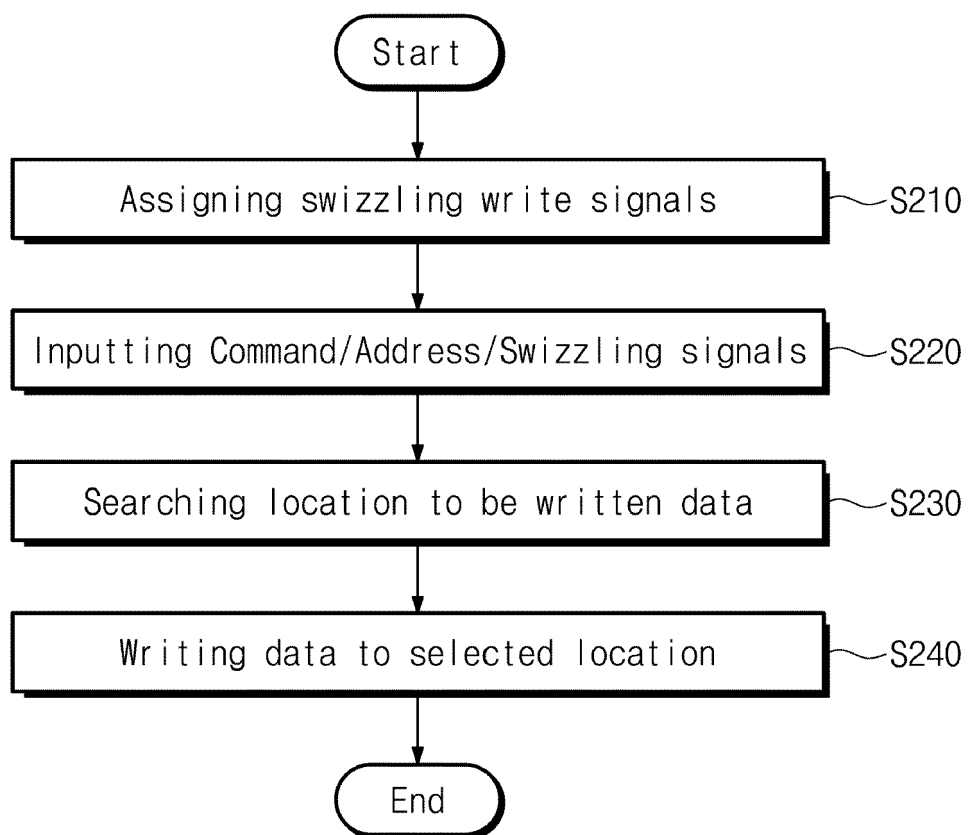 Start
Assigning swizzling write signals
S210
Inputting Command/Address/Swizzling signals
S220
Searching location to be written data
S230
Writing data to selected location
S240
End